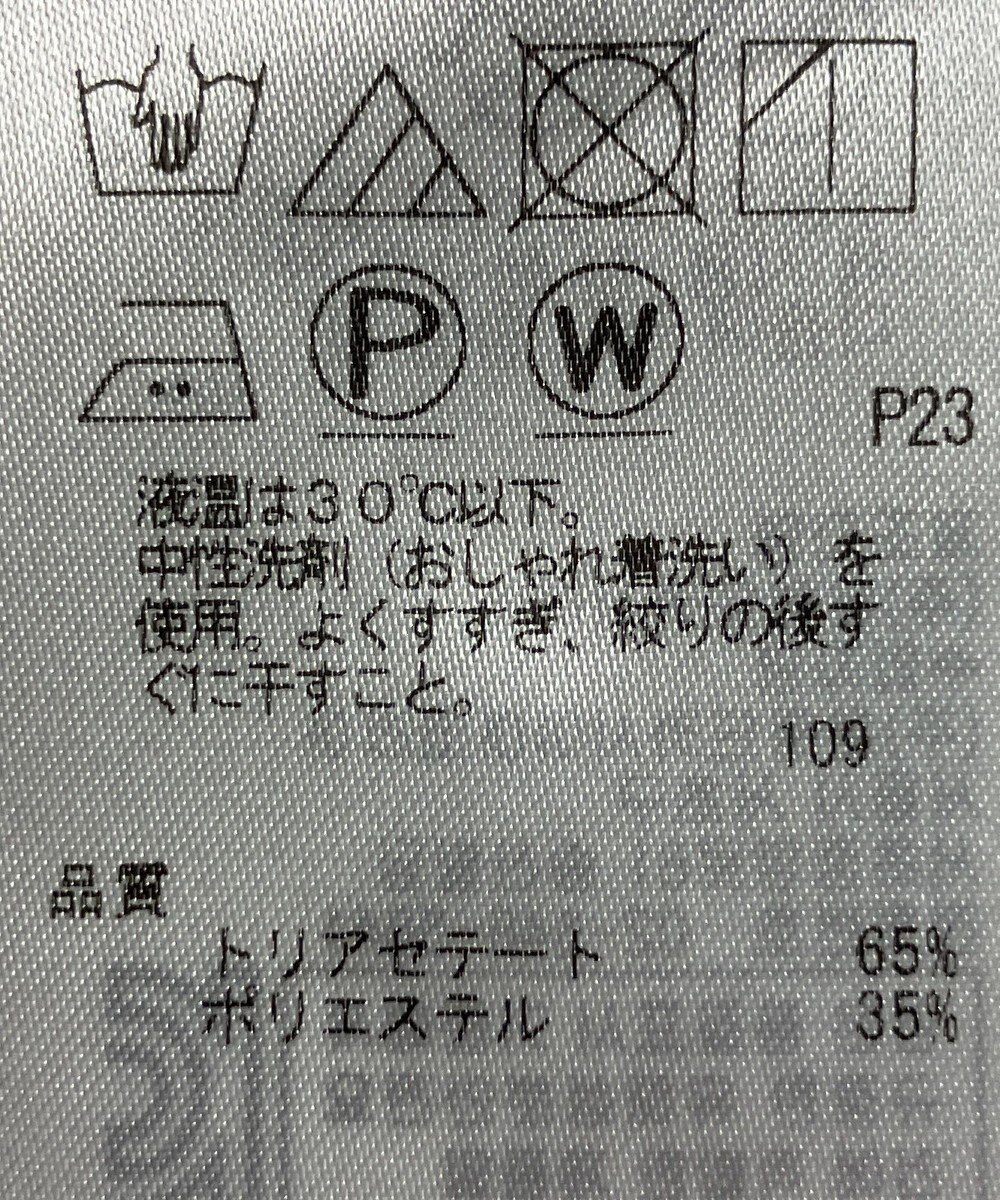 P
W
P23
液温は30℃以下。
中性洗剤（おしゃれ着洗い）を
使用。よくすすぎ、絞りの後す
ぐに干すこと。
109
品質
トリアセテート 65%
ポリエステル 35%